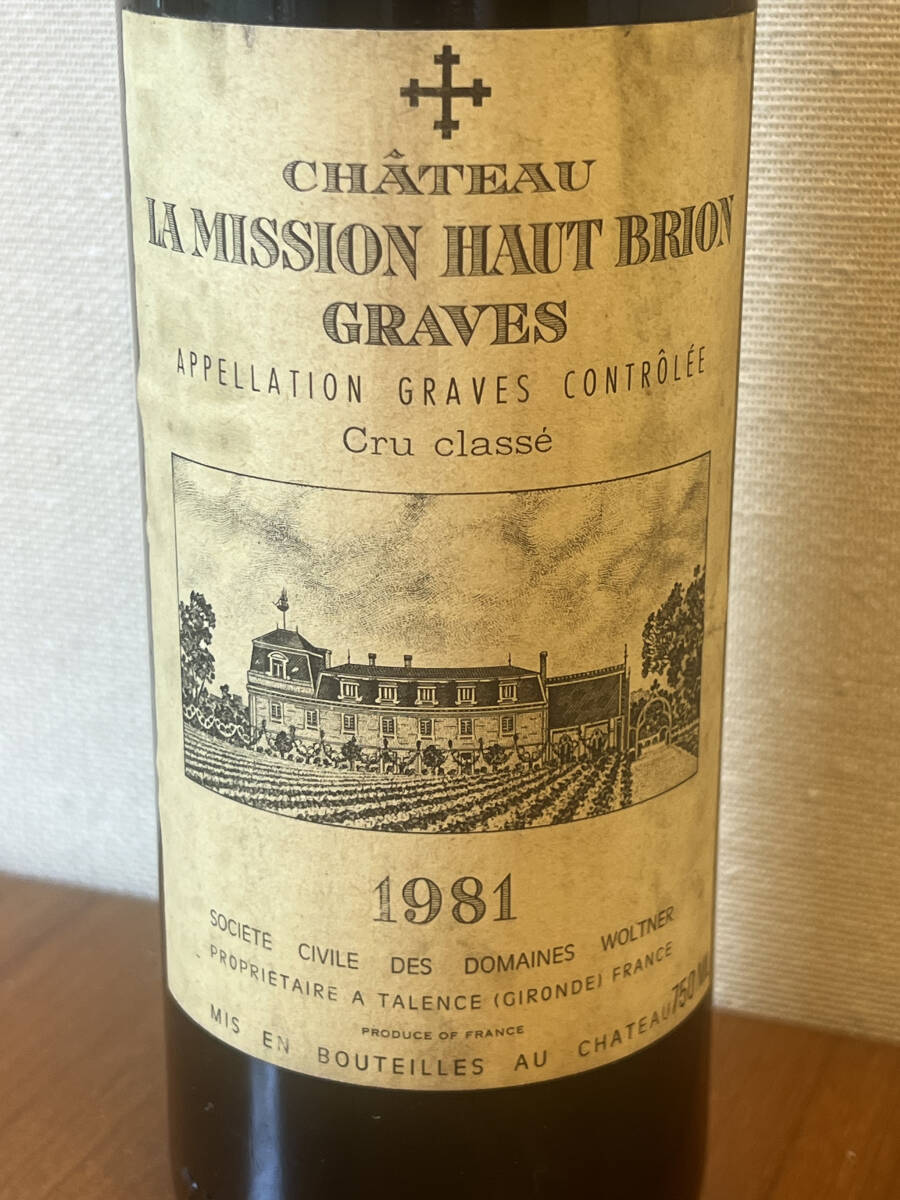 CHÂTEAU
LA MISSION HAUT BRION
GRAVES
APPELLATION GRAVES CONTRÔLÉE
Cru classé
1981
SOCIETE CIVILE DES DOMAINES WOLTNER
PROPRIÉTAIRE A TALENCE (GIRONDE) FRANCE
PRODUCE OF FRANCE
MIS EN BOUTEILLES AU CHATEAU 750 ML